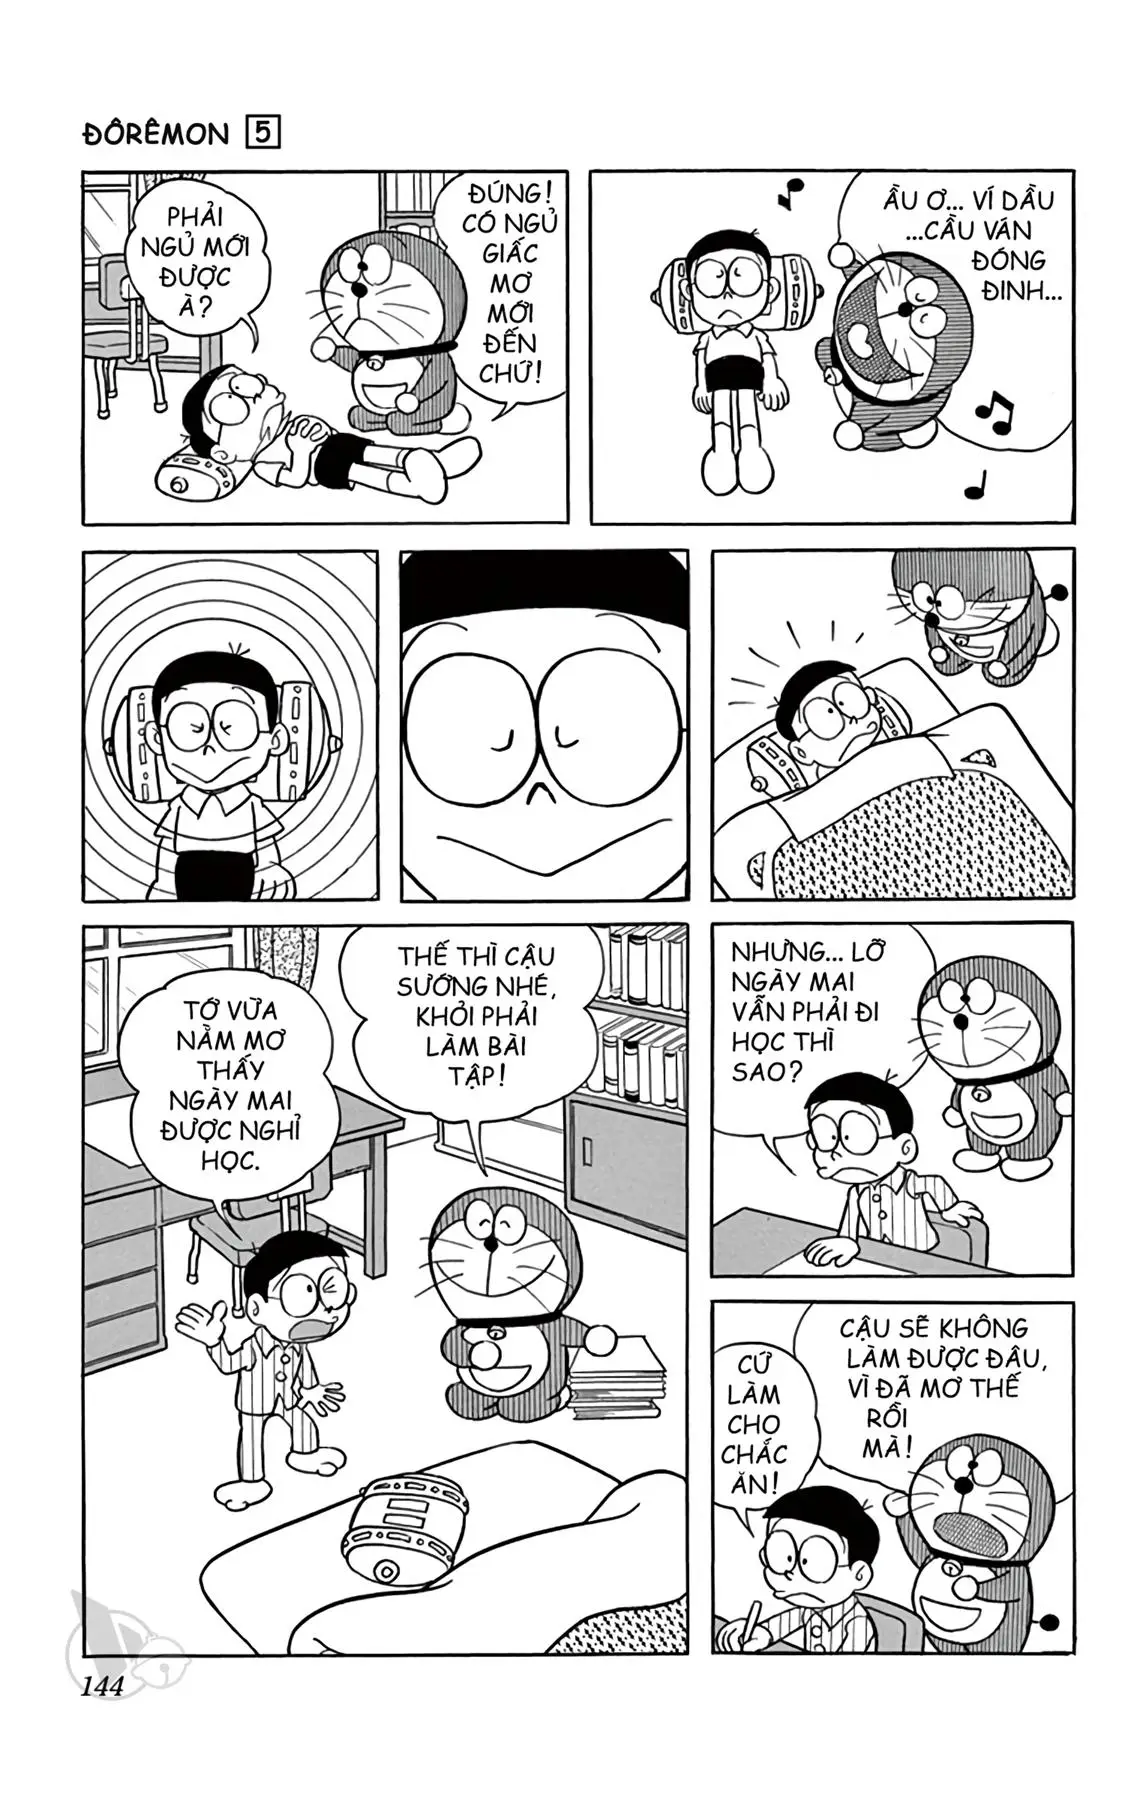 ĐÔRÊMON 5
PHẢI
NGỦ MỚI
ĐƯỢC
À?
ĐÚNG!
CÓ NGỦ
GIẤC
MƠ
MỚI
ĐẾN
CHỨ!
ẦU Ơ... VÍ DẦU
...CẦU VÁN
ĐÓNG
ĐINH...
TỚ VỪA
NẰM MƠ
THẤY
NGÀY MAI
ĐƯỢC NGHỈ
HỌC.
THẾ THÌ CẬU
SƯỚNG NHÉ,
KHỎI PHẢI
LÀM BÀI
TẬP!
NHƯNG... LỠ
NGÀY MAI
VẪN PHẢI ĐI
HỌC THÌ
SAO?
CỨ
LÀM
CHO
CHẮC
ĂN!
CẬU SẼ KHÔNG
LÀM ĐƯỢC ĐÂU,
VÌ ĐÃ MƠ THẾ
RỒI
MÀ!
144